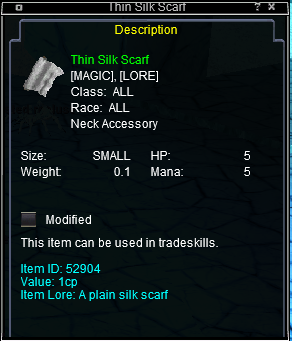 Thin Silk Scarf ?
Description
Thin Silk Scarf
[MAGIC], [LORE]
Class: ALL
Race: ALL
Neck Accessory
Size: SMALL HP: 5
Weight: 0.1 Mana: 5
Modified
This item can be used in tradeskills.
Item ID: 52904
Value: 1cp
Item Lore: A plain silk scarf